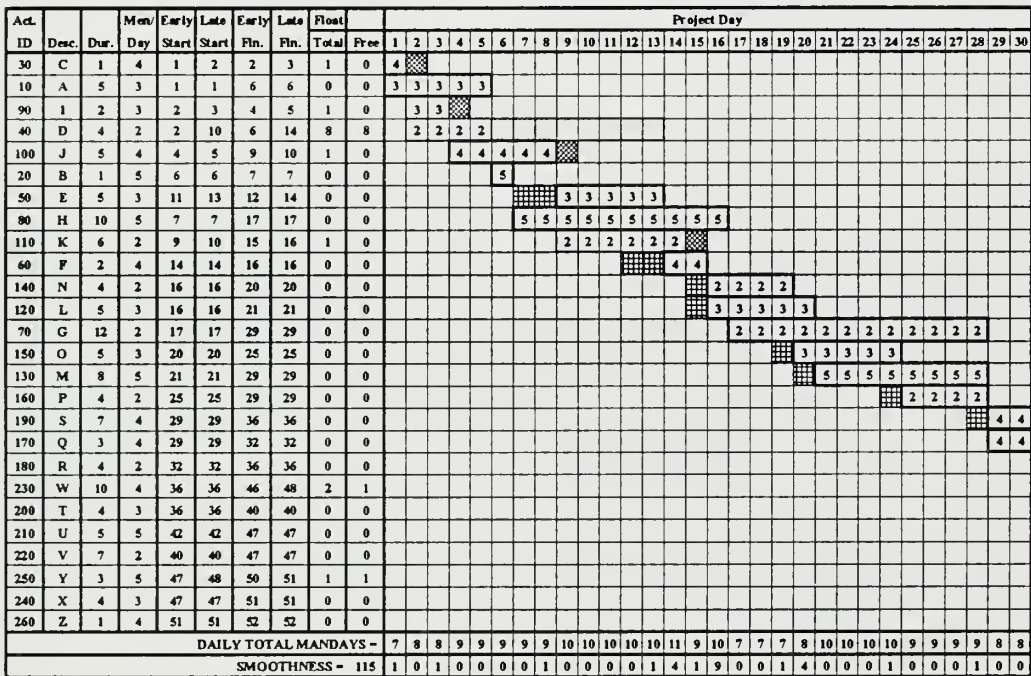 Act. Men/ Early Late Early Late Float Project Day
ID Desc. Dur. Day Start Start Fin. Fin. Total Free 1 2 3 4 5 6 7 8 9 10 11 12 13 14 15 16 17 18 19 20 21 22 23 24 25 26 27 28 29 30
30 C 1 4 1 2 2 3 1 0 4
10 A 5 3 1 1 6 6 0 0 3 3 3 3 3
90 I 2 3 2 3 4 5 1 0 3 3
40 D 4 2 2 10 6 14 8 8 2 2 2 2
100 J 5 4 4 5 9 10 1 0 4 4 4 4 4
20 B 1 5 6 6 7 7 0 0 5
50 E 5 3 11 13 12 14 0 0 3 3 3 3 3
80 H 10 5 7 7 17 17 0 0 5 5 5 5 5 5 5 5 5 5
110 K 6 2 9 10 15 16 1 0 2 2 2 2 2 2
60 F 2 4 14 14 16 16 0 0 4 4
140 N 4 2 16 16 20 20 0 0 2 2 2 2
120 L 5 3 16 16 21 21 0 0 3 3 3 3 3
70 G 12 2 17 17 29 29 0 0 2 2 2 2 2 2 2 2 2 2 2 2
150 O 5 3 20 20 25 25 0 0 3 3 3 3 3
130 M 8 5 21 21 29 29 0 0 5 5 5 5 5 5 5 5
160 P 4 2 25 25 29 29 0 0 2 2 2 2
190 S 7 4 29 29 36 36 0 0 4 4
170 Q 3 4 29 29 32 32 0 0 4 4
180 R 4 2 32 32 36 36 0 0
230 W 10 4 36 36 46 48 2 1
200 T 4 3 36 36 40 40 0 0
210 U 5 5 42 42 47 47 0 0
220 V 7 2 40 40 47 47 0 0
250 Y 3 5 47 48 50 51 1 1
240 X 4 3 47 47 51 51 0 0
260 Z 1 4 51 51 52 52 0 0
DAILY TOTAL MANDAYS = 7 8 8 9 9 9 9 9 10 10 10 10 10 11 9 10 7 7 7 8 10 10 10 10 9 9 9 9 8 8
SMOOTHNESS = 115 1 0 1 0 0 0 0 1 0 0 0 0 1 4 1 9 0 0 1 4 0 0 0 1 0 0 0 1 0 0